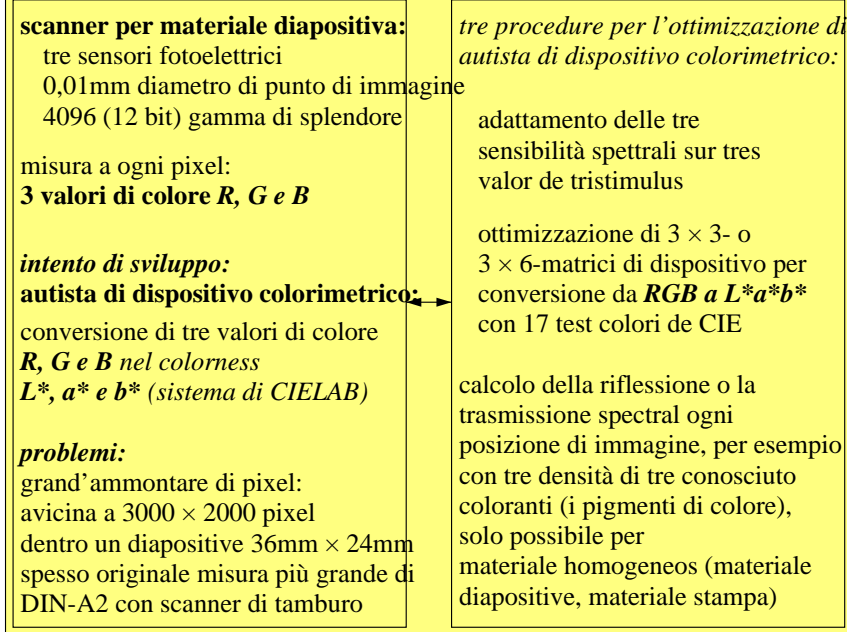 scanner per materiale diapositiva:
tre sensori fotoelettrici
0,01mm diametro di punto di immagine
4096 (12 bit) gamma di splendore
misura a ogni pixel:
3 valori di colore R, G e B
intento di sviluppo:
autista di dispositivo colorimetrico:
conversione di tre valori di colore
R, G e B nel colorness
L*, a* e b* (sistema di CIELAB)
problemi:
grand'ammontare di pixel:
avicina a 3000 × 2000 pixel
dentro un diapositive 36mm × 24mm
spesso originale misura più grande di
DIN-A2 con scanner di tamburo
tre procedure per l'ottimizzazione di
autista di dispositivo colorimetrico:
adattamento delle tre
sensibilità spettrali sur tres
valor de tristimulus
ottimizzazione di 3 × 3- o
3 × 6-matrici di dispositivo per
conversione da RGB a L*a*b*
con 17 test colori de CIE
calcolo della riflessione o la
trasmissione spectral ogni
posizione di immagine, per esempio
con tre densità di tre conosciuto
coloranti (i pigmenti di colore),
solo possibile per
materiale homogeneos (materiale
diapositive, materiale stampa)